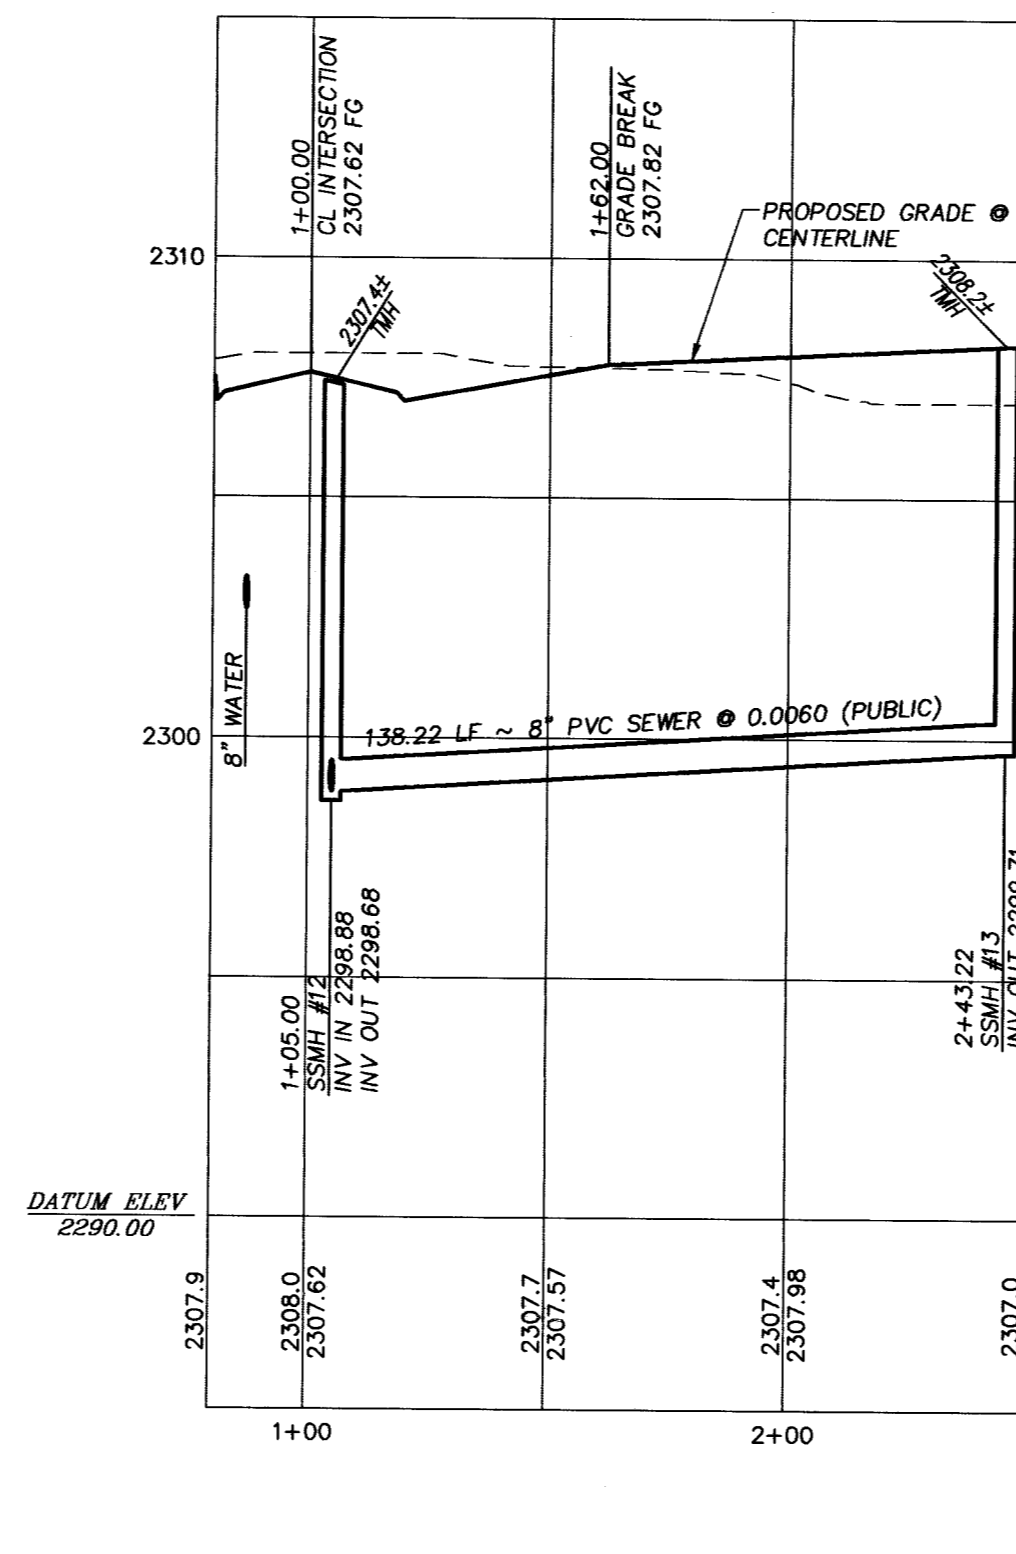 1+00.00
CL INTERSECTION
2307.62 FG
1+62.00
GRADE BREAK
2307.82 FG
PROPOSED GRADE @
CENTERLINE
2310
2307.4±
TMH
2308.2±
TMH
8" WATER
2300
138.22 LF ~ 8" PVC SEWER @ 0.0060 (PUBLIC)
1+05.00
SSMH #12
INV IN 2298.88
INV OUT 2298.68
2+43.22
SSMH #13
INV OUT
DATUM ELEV
2290.00
2307.9
2308.0
2307.62
2307.7
2307.57
2307.4
2307.98
2307.0
1+00
2+00